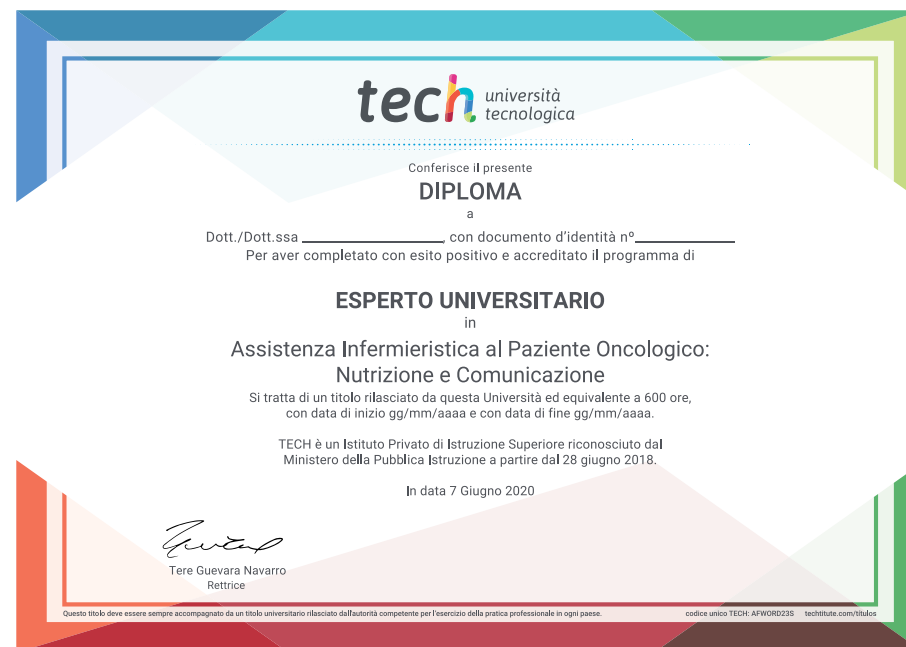 tech università
tecnologica
Conferisce il presente
DIPLOMA
a
Dott./Dott.ssa ____________, con documento d'identità nº____________
Per aver completato con esito positivo e accreditato il programma di
ESPERTO UNIVERSITARIO
in
Assistenza Infermieristica al Paziente Oncologico:
Nutrizione e Comunicazione
Si tratta di un titolo rilasciato da questa Università ed equivalente a 600 ore,
con data di inizio gg/mm/aaaa e con data di fine gg/mm/aaaa.
TECH è un Istituto Privato di Istruzione Superiore riconosciuto dal
Ministero della Pubblica Istruzione a partire dal 28 giugno 2018.
In data 7 Giugno 2020
Tere Guevara Navarro
Rettrice
Questo titolo deve essere sempre accompagnato da un titolo universitario rilasciato dall'autorità competente per l'esercizio della pratica professionale in ogni paese. codice unico TECH: AFWORD23S techtitute.com/títulos